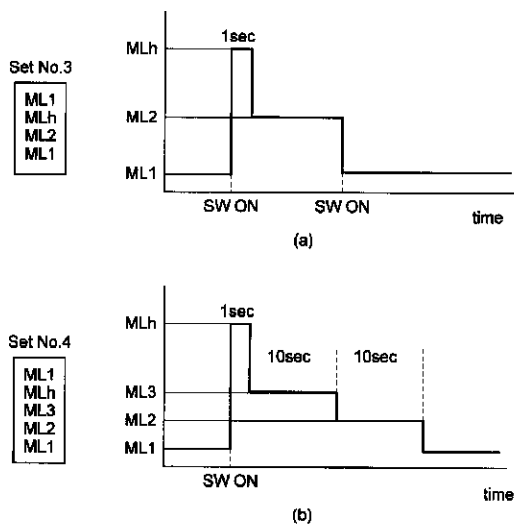 Set No.3
ML1
MLh
ML2
ML1
MLh
1sec
ML2
ML1
SW ON
SW ON
time
(a)
Set No.4
ML1
MLh
ML3
ML2
ML1
MLh
1sec
10sec
10sec
ML3
ML2
ML1
SW ON
time
(b)